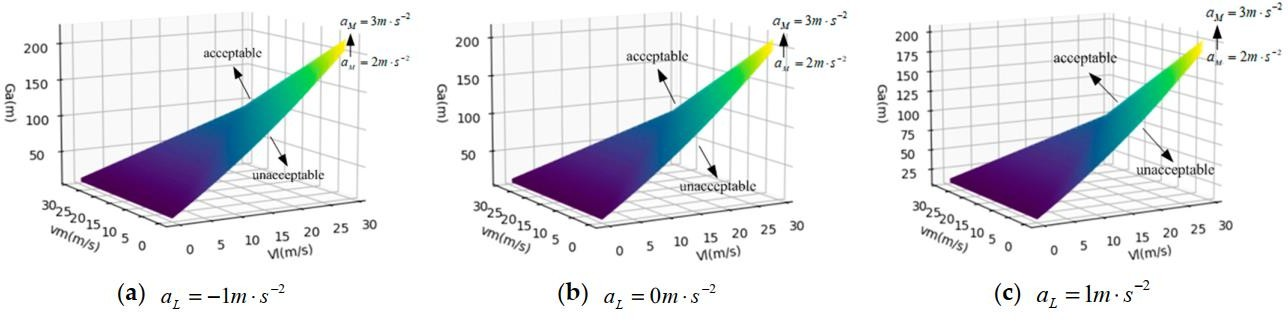 a_M = 3m·s⁻²
200
acceptable
a_M = 2m·s⁻²
150
Ga(m)
100
50
unacceptable
30
25
20
15
10
5
0
vm(m/s)
0
5
10
15
20
25
30
Vl(m/s)
(a) a_L = −1m·s⁻²
a_M = 3m·s⁻²
200
acceptable
a_M = 2m·s⁻²
150
Ga(m)
100
50
unacceptable
30
25
20
15
10
5
0
vm(m/s)
0
5
10
15
20
25
30
Vl(m/s)
(b) a_L = 0m·s⁻²
a_M = 3m·s⁻²
200
175
acceptable
a_M = 2m·s⁻²
150
125
Ga(m)
100
75
50
25
unacceptable
30
25
20
15
10
5
0
vm(m/s)
0
5
10
15
20
25
30
Vl(m/s)
(c) a_L = 1m·s⁻²